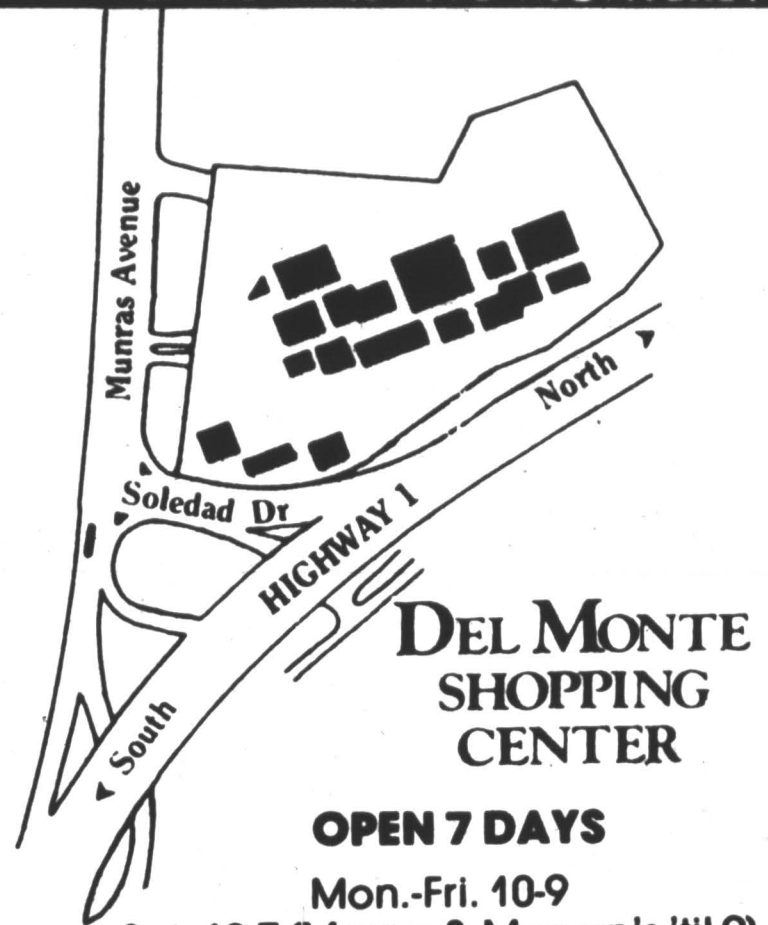 Munras Avenue
North
Soledad Dr
HIGHWAY 1
South
DEL MONTE
SHOPPING
CENTER
OPEN 7 DAYS
Mon.-Fri. 10-9